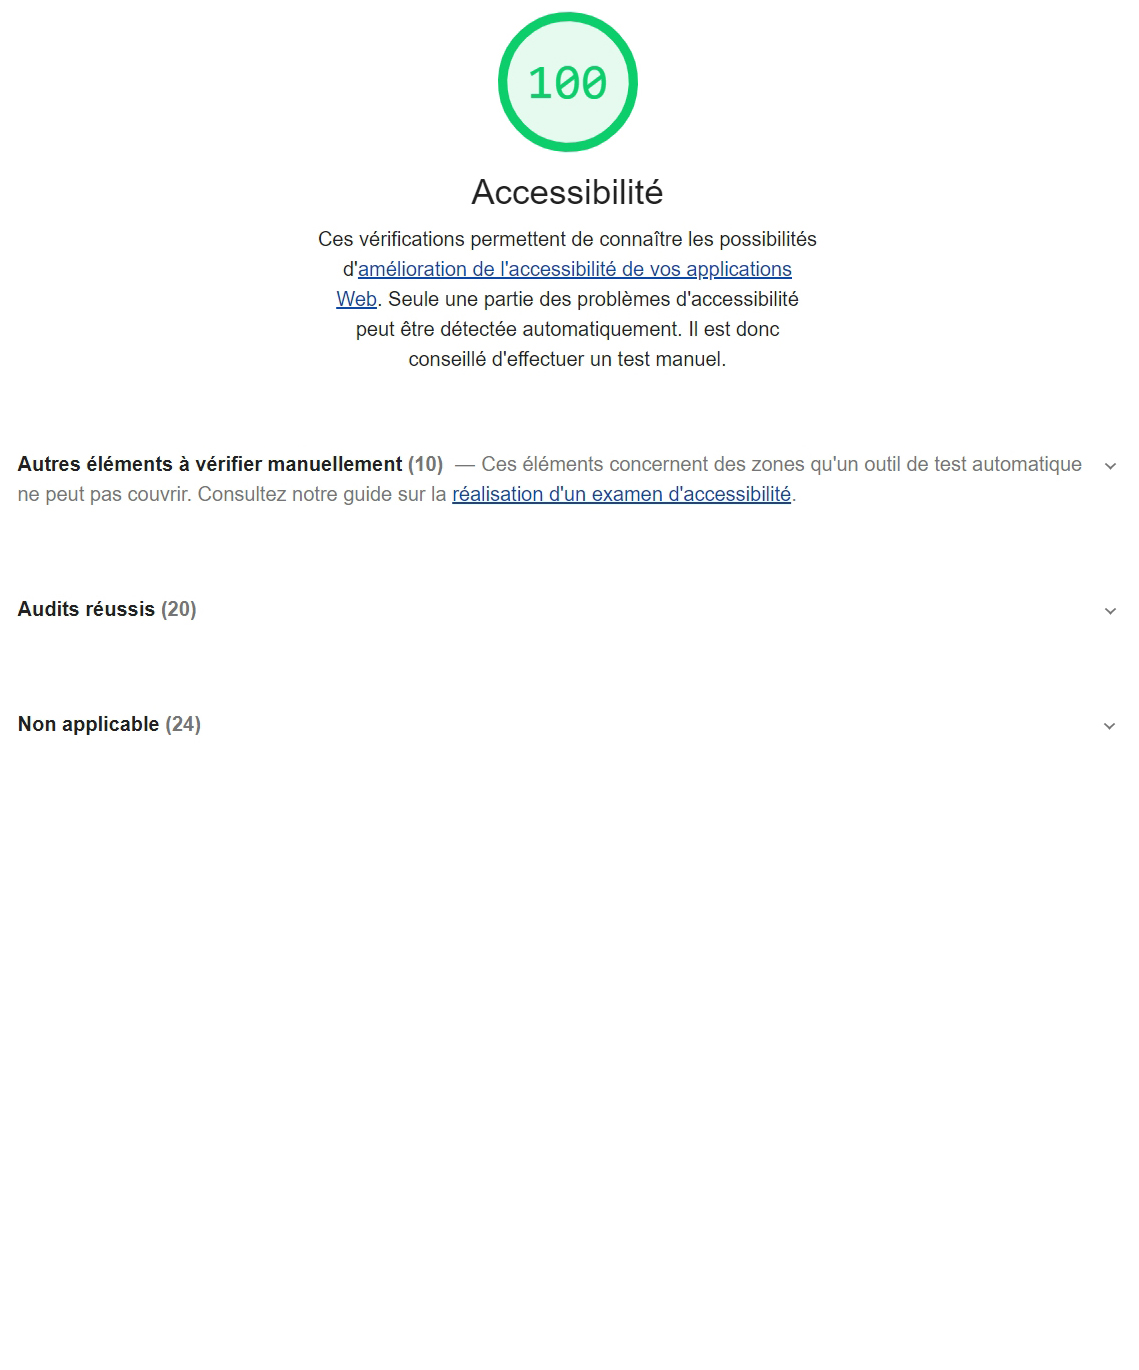 100
Accessibilité
Ces vérifications permettent de connaître les possibilités
d'amélioration de l'accessibilité de vos applications
Web. Seule une partie des problèmes d'accessibilité
peut être détectée automatiquement. Il est donc
conseillé d'effectuer un test manuel.
Autres éléments à vérifier manuellement (10) — Ces éléments concernent des zones qu'un outil de test automatique
ne peut pas couvrir. Consultez notre guide sur la réalisation d'un examen d'accessibilité.
Audits réussis (20)
Non applicable (24)